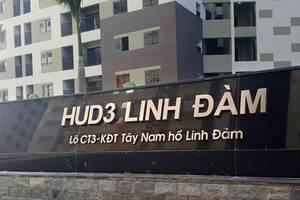 HUD3 LINH ĐÀM
Lô CT3-KĐT Tây Nam hồ Linh Đàm